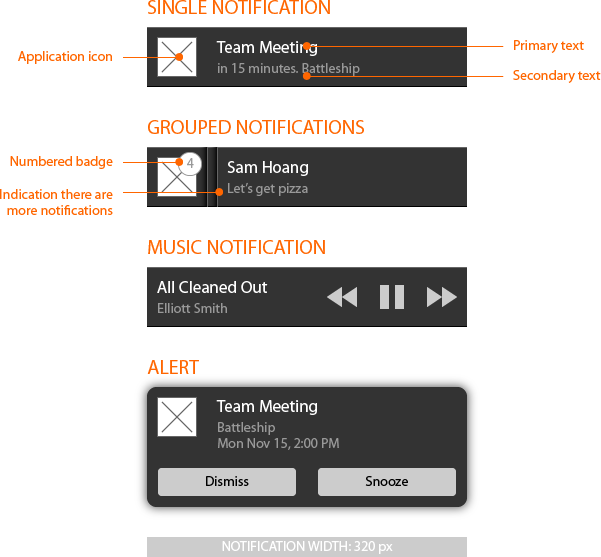 SINGLE NOTIFICATION
Application icon
Team Meeting
in 15 minutes. Battleship
Primary text
Secondary text
GROUPED NOTIFICATIONS
Numbered badge
4
Indication there are
more notifications
Sam Hoang
Let's get pizza
MUSIC NOTIFICATION
All Cleaned Out
Elliott Smith
ALERT
Team Meeting
Battleship
Mon Nov 15, 2:00 PM
Dismiss
Snooze
NOTIFICATION WIDTH: 320 px